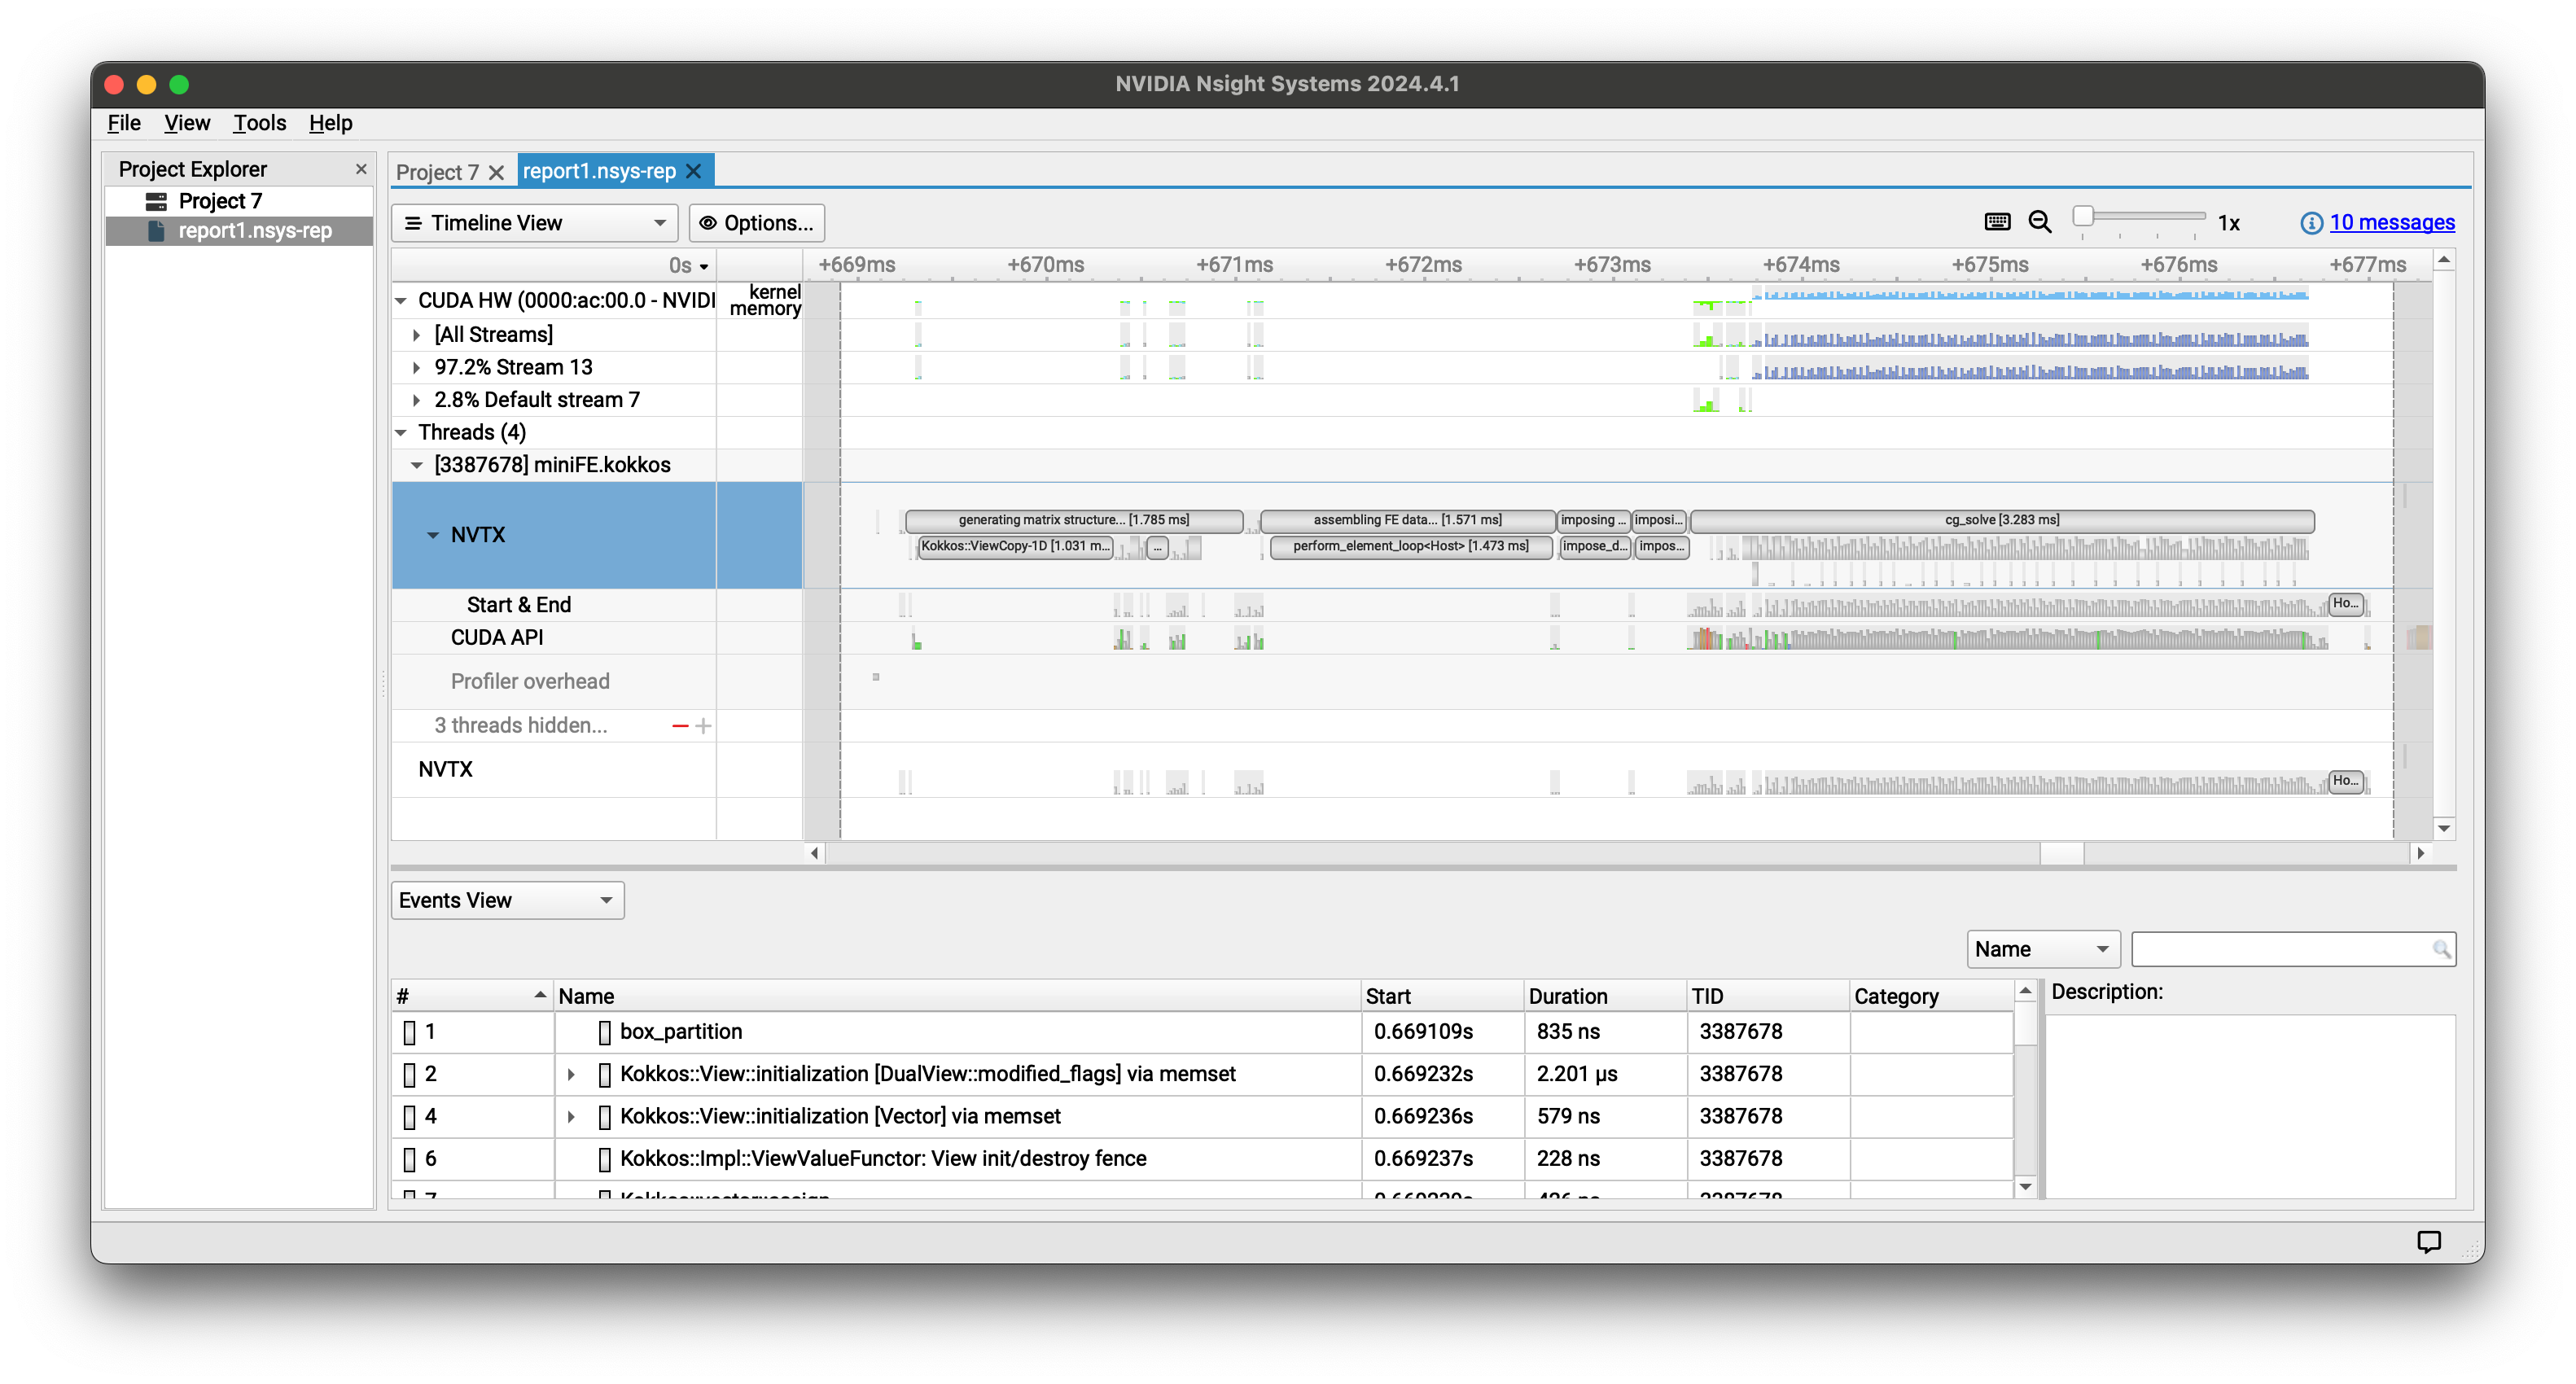 NVIDIA Nsight Systems 2024.4.1
File View Tools Help
Project Explorer
Project 7
report1.nsys-rep
Project 7 report1.nsys-rep
Timeline View Options... 1x 10 messages
0s +669ms +670ms +671ms +672ms +673ms +674ms +675ms +676ms +677ms
CUDA HW (0000:ac:00.0 - NVIDI kernel
memory
[All Streams]
97.2% Stream 13
2.8% Default stream 7
Threads (4)
[3387678] miniFE.kokkos
generating matrix structure... [1.785 ms] assembling FE data... [1.571 ms] imposing ... imposi... cg_solve [3.283 ms]
NVTX
Kokkos::ViewCopy-1D [1.031 m... ... perform_element_loop<Host> [1.473 ms] impose_d... impos...
Start & End Ho...
CUDA API
Profiler overhead
3 threads hidden...
NVTX Ho...
Events View
Name
# Name Start Duration TID Category Description:
1 box_partition 0.669109s 835 ns 3387678
2 Kokkos::View::initialization [DualView::modified_flags] via memset 0.669232s 2.201 μs 3387678
4 Kokkos::View::initialization [Vector] via memset 0.669236s 579 ns 3387678
6 Kokkos::Impl::ViewValueFunctor: View init/destroy fence 0.669237s 228 ns 3387678